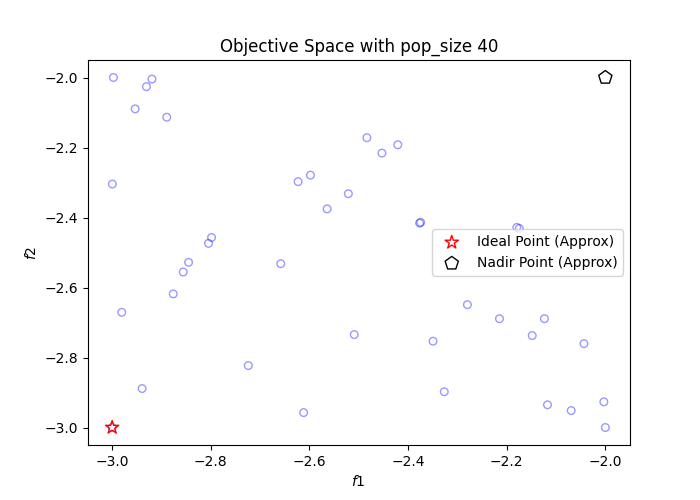 Objective Space with pop_size 40
−2.0
−2.2
−2.4
−2.6
−2.8
−3.0
f2
Ideal Point (Approx)
Nadir Point (Approx)
−3.0 −2.8 −2.6 −2.4 −2.2 −2.0
f1